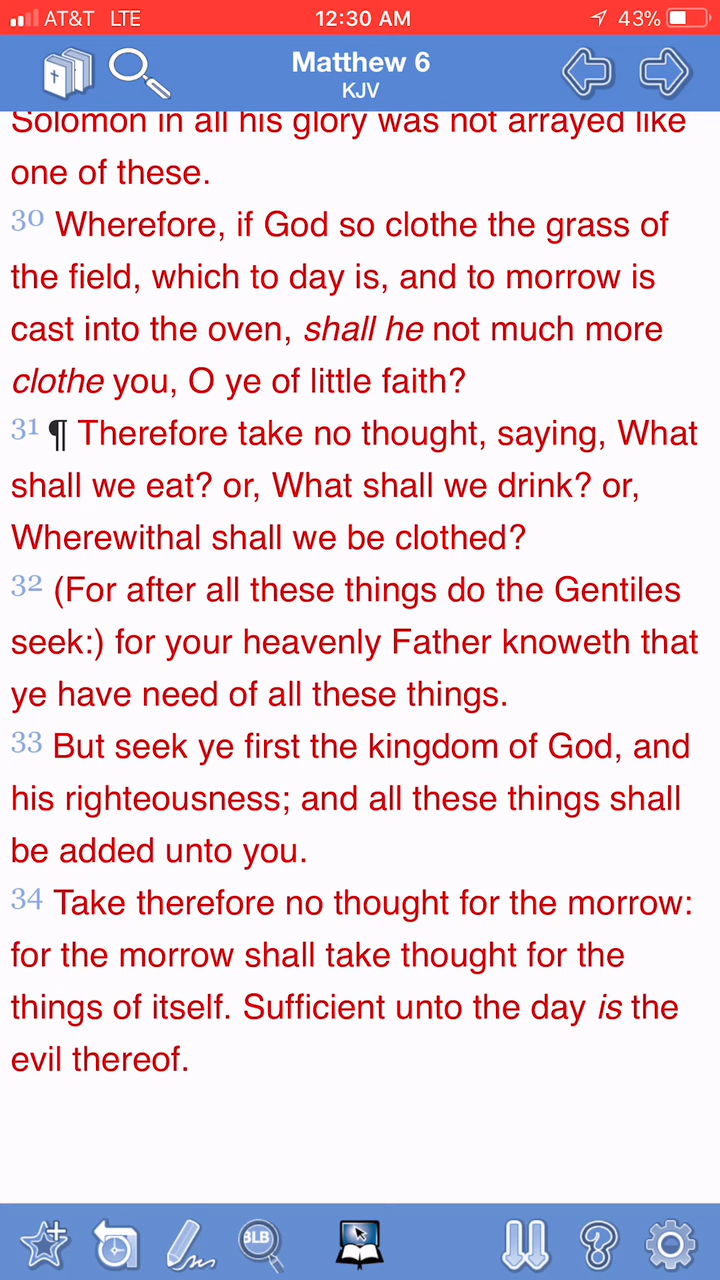 AT&T LTE 12:30 AM 43%
Matthew 6
KJV
Solomon in all his glory was not arrayed like
one of these.
30 Wherefore, if God so clothe the grass of
the field, which to day is, and to morrow is
cast into the oven, shall he not much more
clothe you, O ye of little faith?
31 ¶ Therefore take no thought, saying, What
shall we eat? or, What shall we drink? or,
Wherewithal shall we be clothed?
32 (For after all these things do the Gentiles
seek:) for your heavenly Father knoweth that
ye have need of all these things.
33 But seek ye first the kingdom of God, and
his righteousness; and all these things shall
be added unto you.
34 Take therefore no thought for the morrow:
for the morrow shall take thought for the
things of itself. Sufficient unto the day is the
evil thereof.
BLB